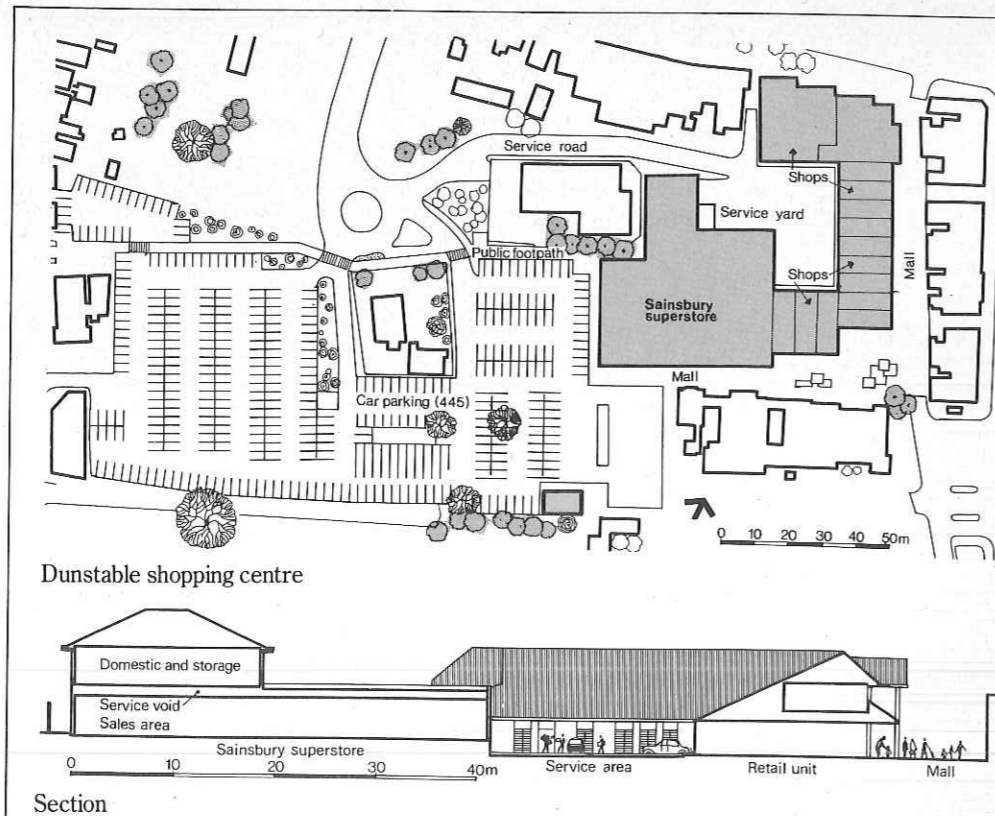 Service road
Shops
Service yard
Public footpath
Mall
Shops
Sainsbury
superstore
Mall
Car parking (445)
0 10 20 30 40 50m
Dunstable shopping centre
Domestic and storage
Service void
Sales area
Sainsbury superstore
Service area
Retail unit
Mall
0 10 20 30 40m
Section